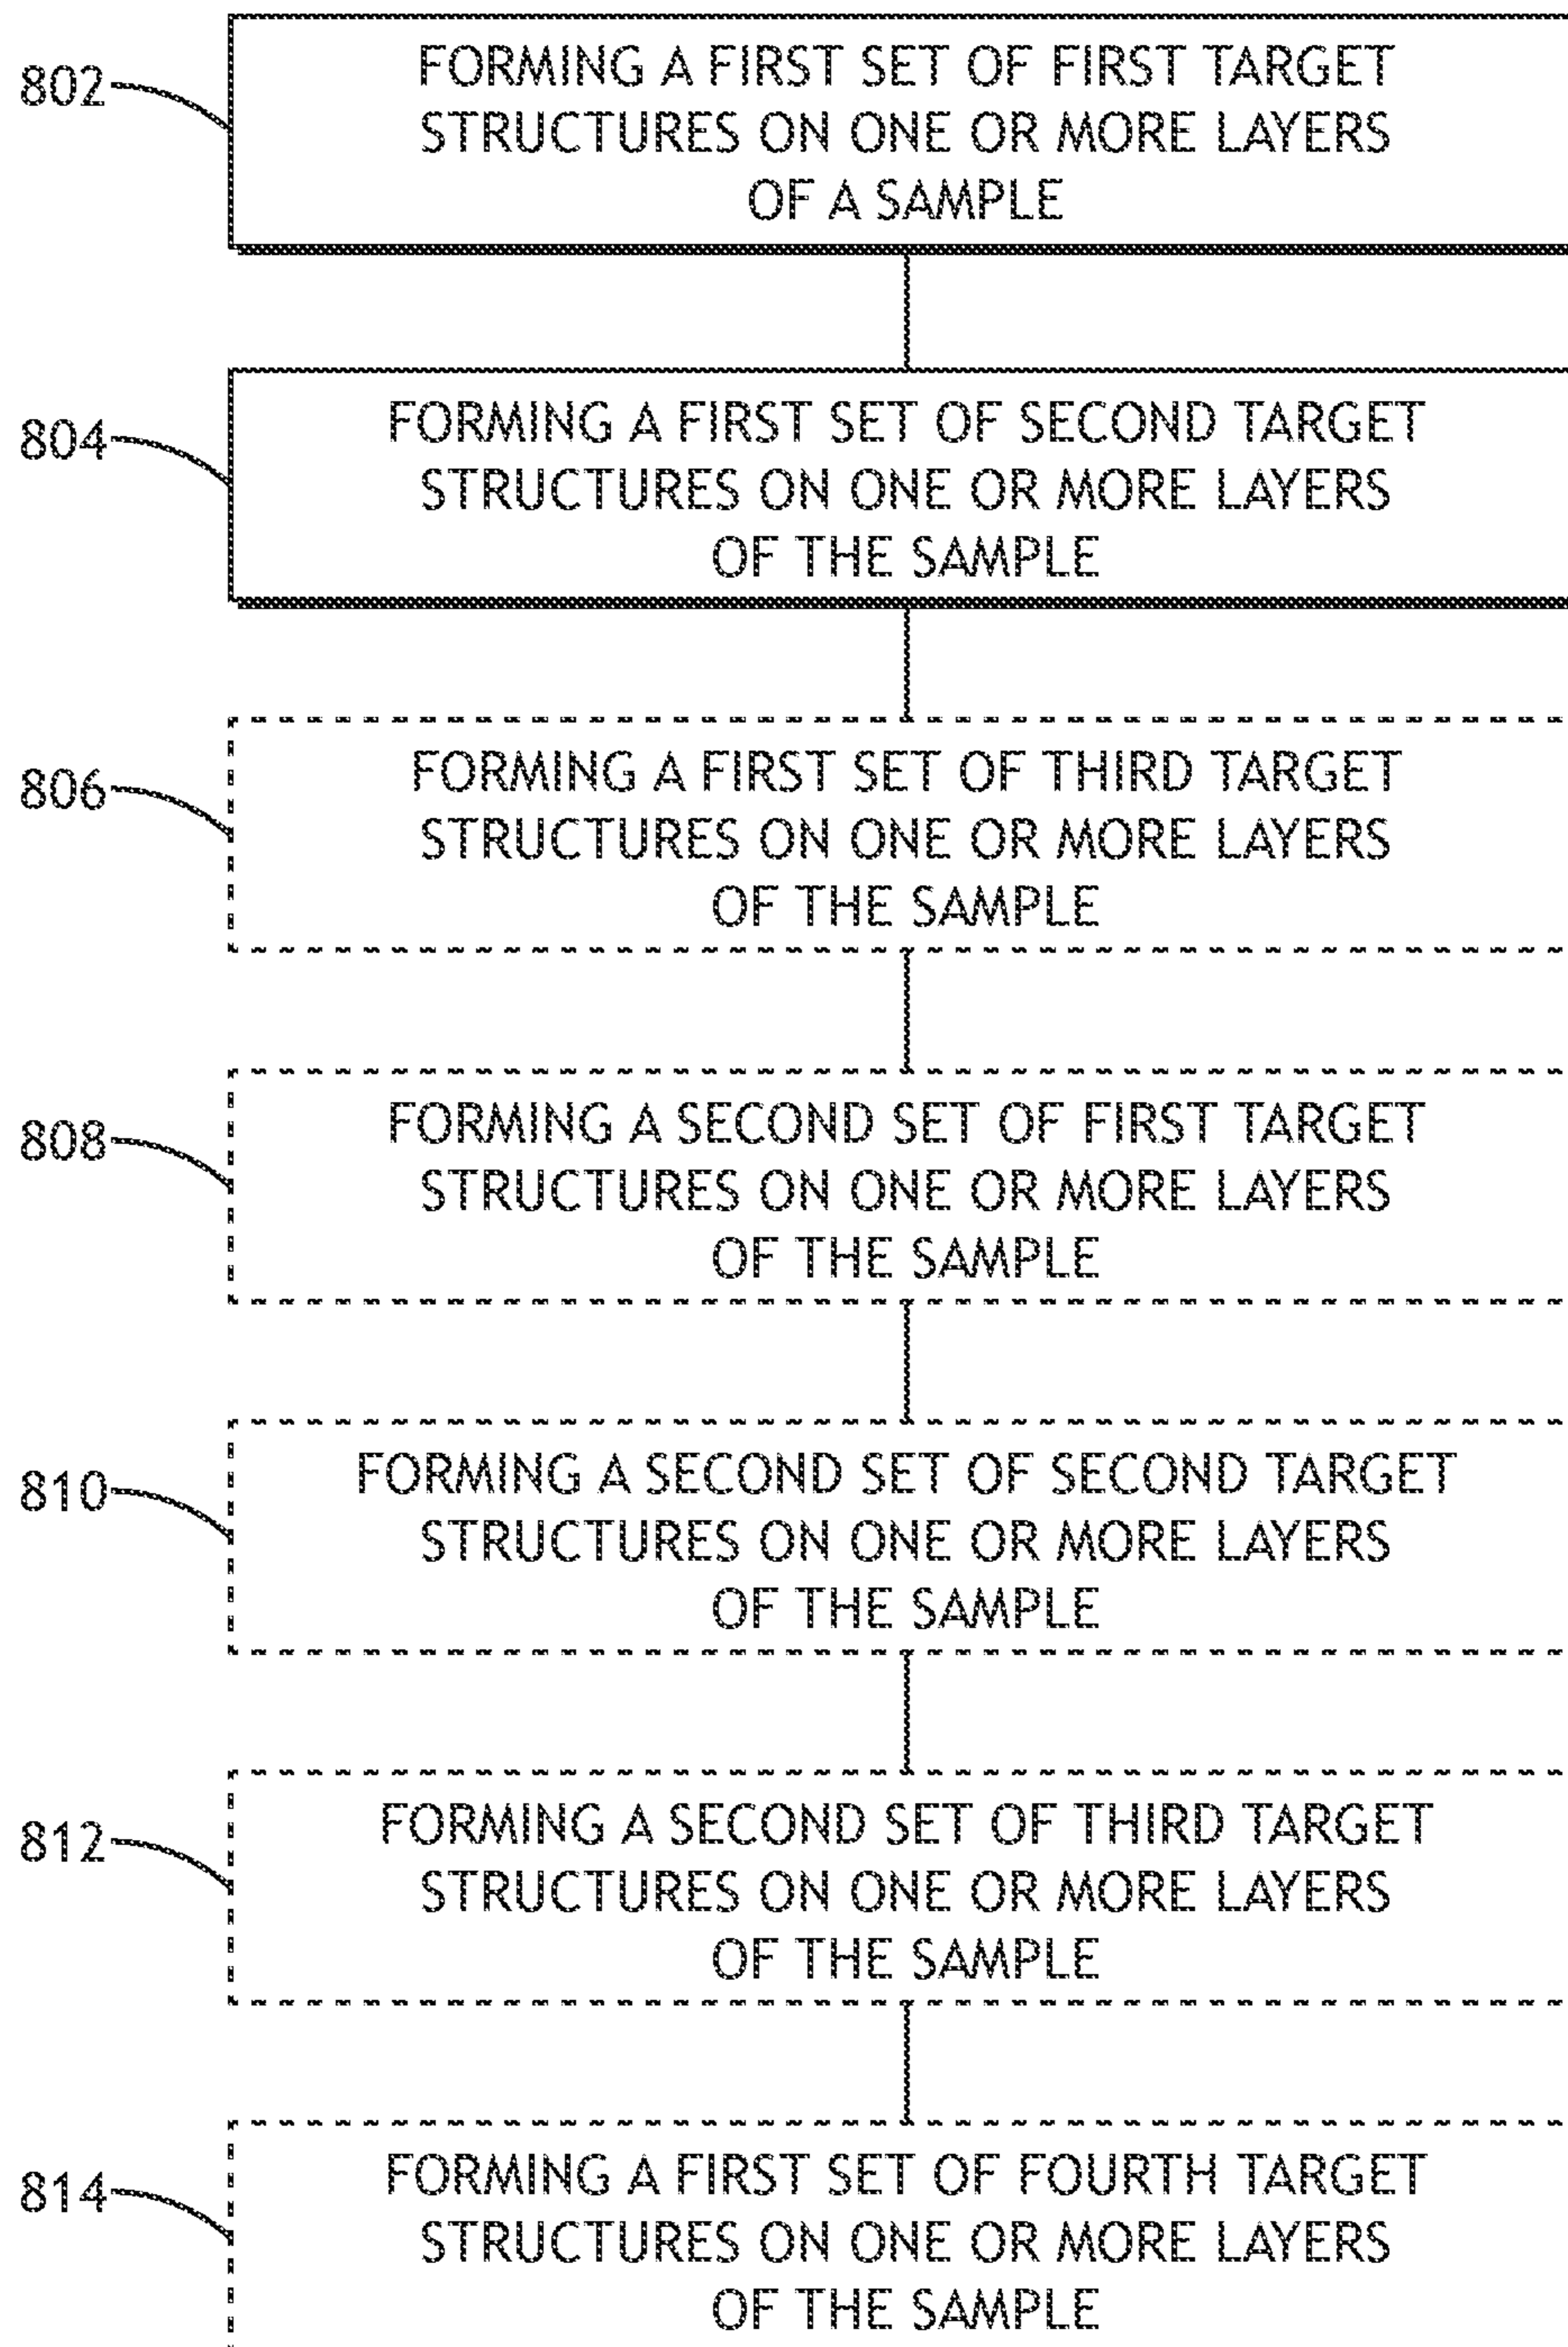 802
FORMING A FIRST SET OF FIRST TARGET
STRUCTURES ON ONE OR MORE LAYERS
OF A SAMPLE
804
FORMING A FIRST SET OF SECOND TARGET
STRUCTURES ON ONE OR MORE LAYERS
OF THE SAMPLE
806
FORMING A FIRST SET OF THIRD TARGET
STRUCTURES ON ONE OR MORE LAYERS
OF THE SAMPLE
808
FORMING A SECOND SET OF FIRST TARGET
STRUCTURES ON ONE OR MORE LAYERS
OF THE SAMPLE
810
FORMING A SECOND SET OF SECOND TARGET
STRUCTURES ON ONE OR MORE LAYERS
OF THE SAMPLE
812
FORMING A SECOND SET OF THIRD TARGET
STRUCTURES ON ONE OR MORE LAYERS
OF THE SAMPLE
814
FORMING A FIRST SET OF FOURTH TARGET
STRUCTURES ON ONE OR MORE LAYERS
OF THE SAMPLE